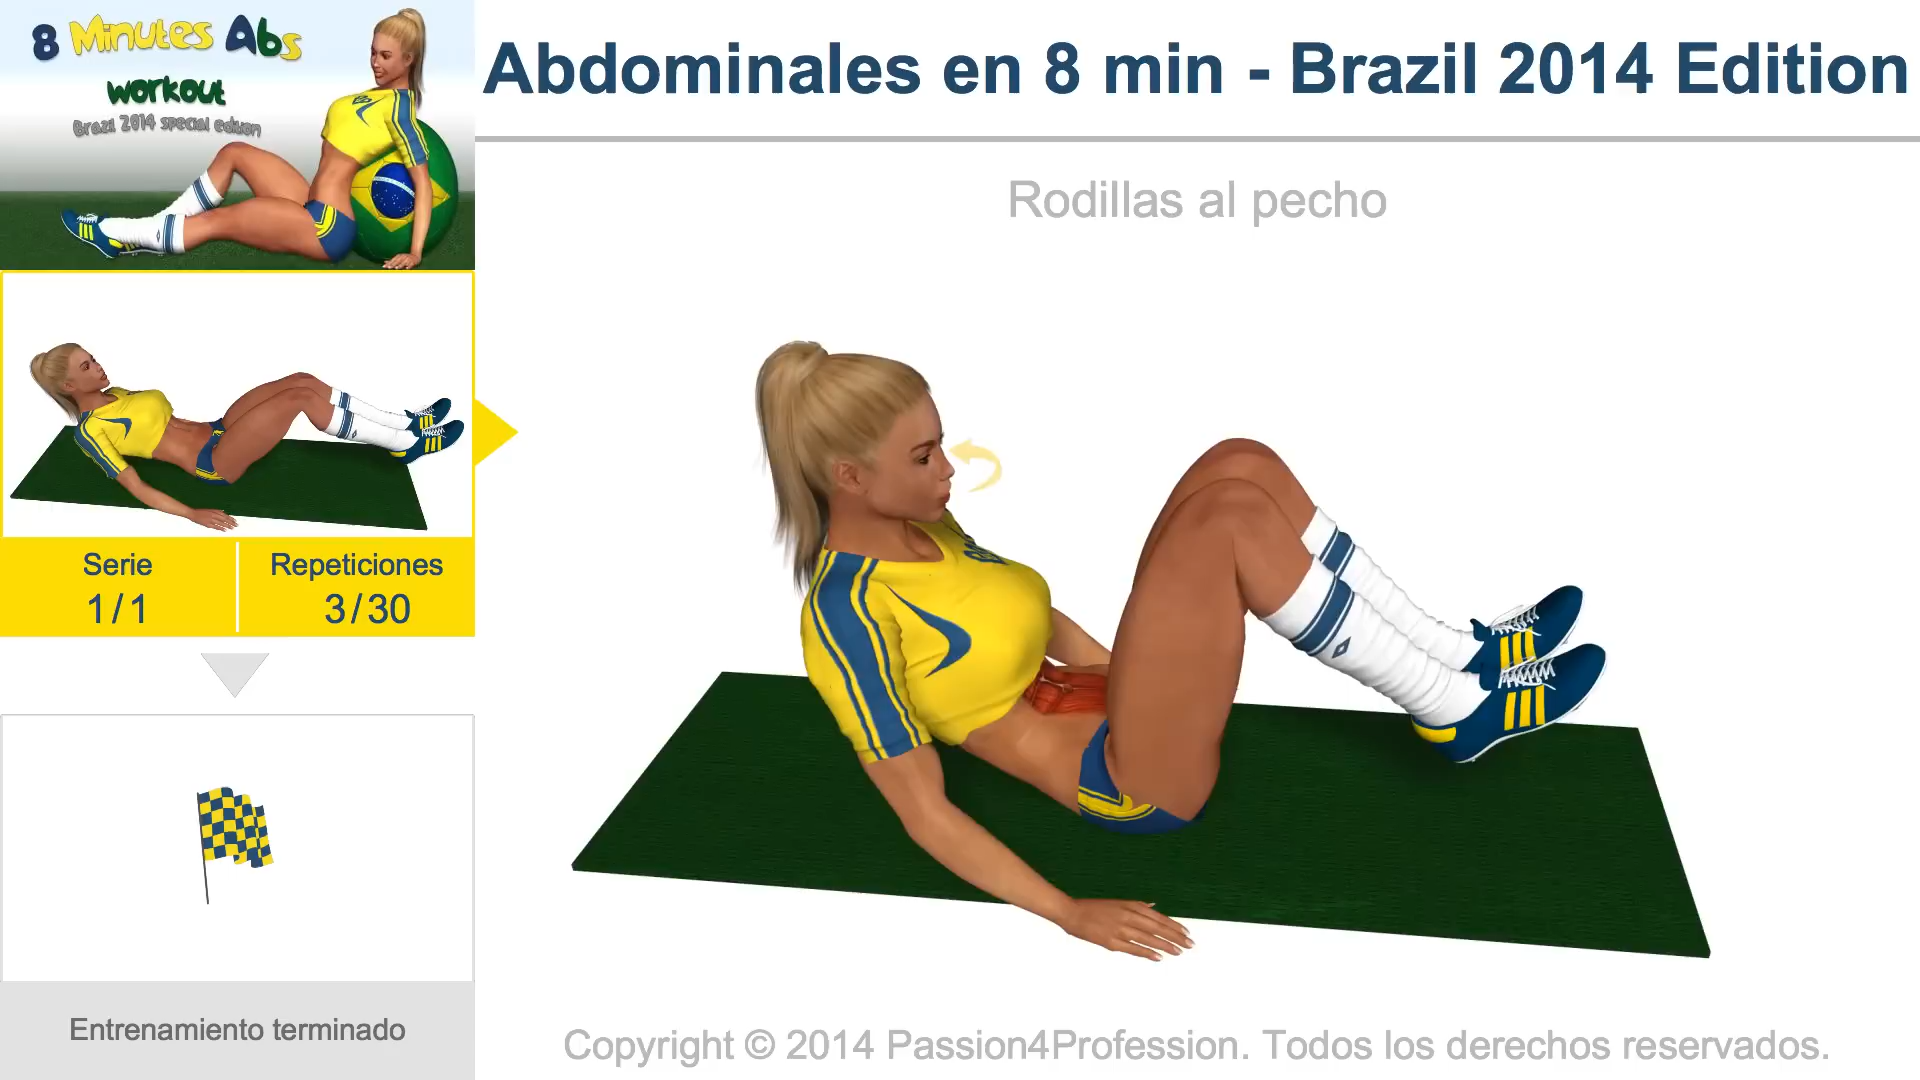 8 Minutes Abs
workout
Brazil 2014 special edition
Abdominales en 8 min - Brazil 2014 Edition
Rodillas al pecho
Serie
1/1
Repeticiones
3/30
Entrenamiento terminado
Copyright © 2014 Passion4Profession. Todos los derechos reservados.